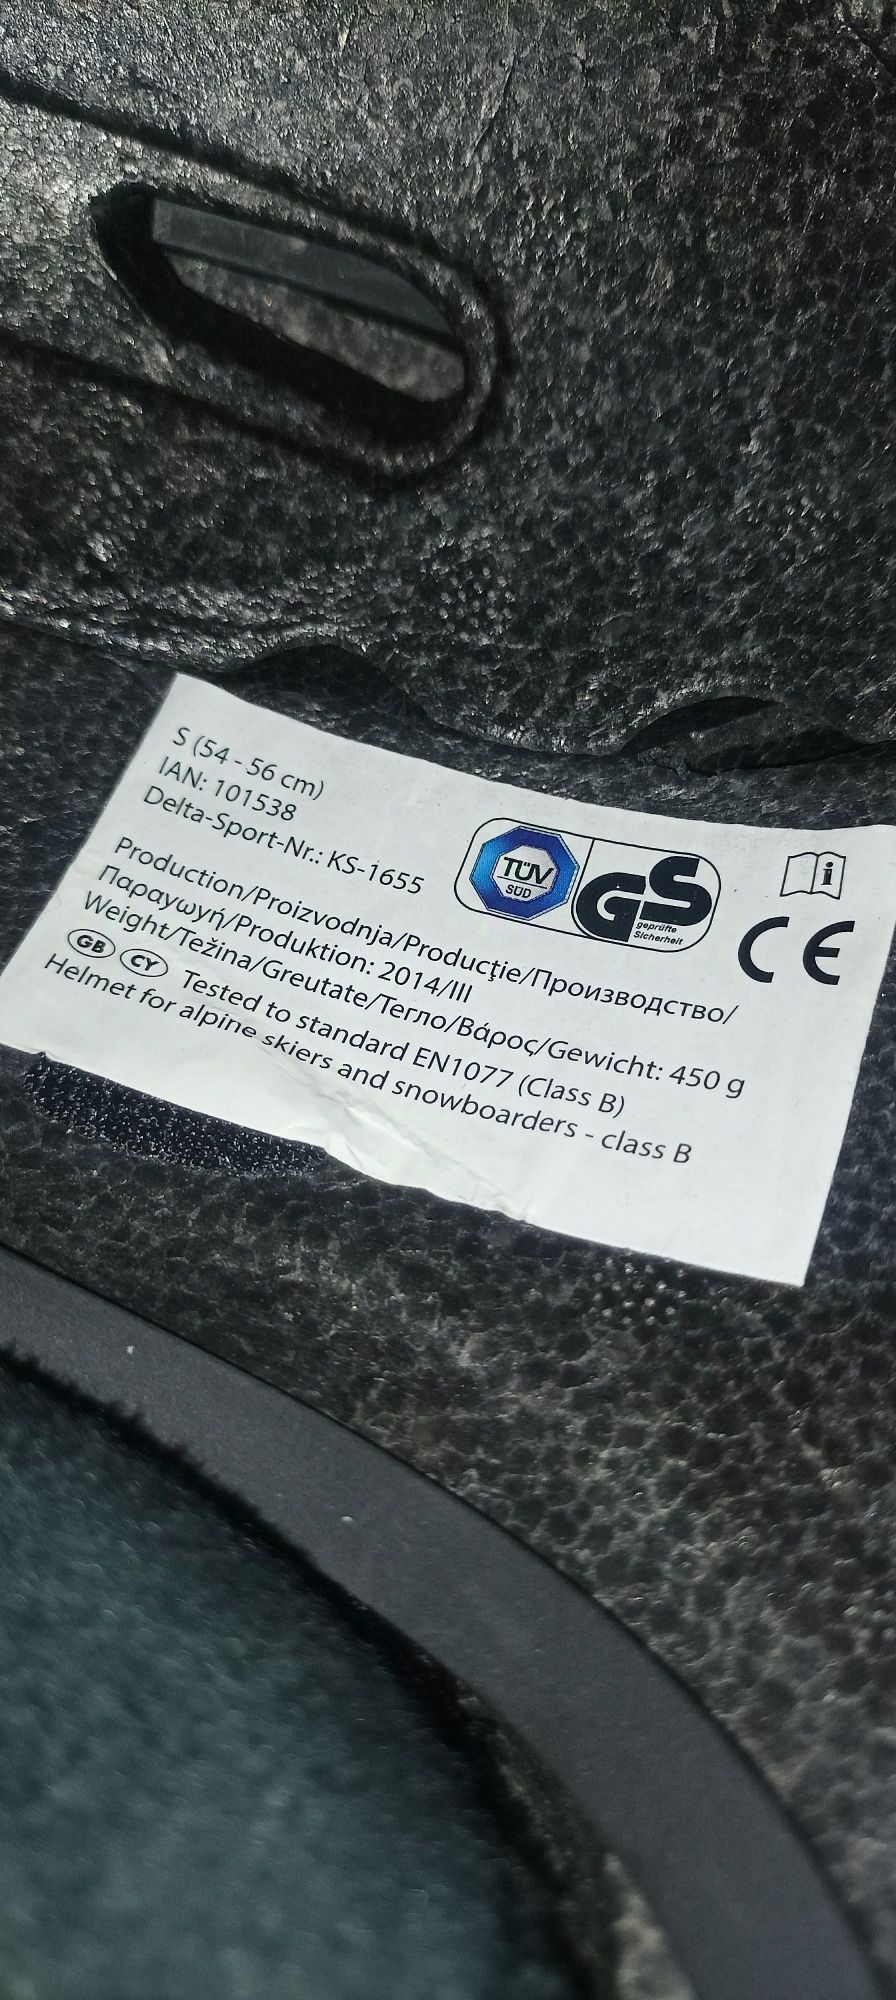 S (54 - 56 cm)
IAN: 101538
Delta-Sport-Nr.: KS-1655
TÜV
SÜD
GS
geprüfte
Sicherheit
i
CE
Production/Proizvodnja/Producţie/Производство/
Παραγωγή/Produktion: 2014/III
Weight/Težina/Greutate/Тегло/Βάρος/Gewicht: 450 g
GB CY Tested to standard EN1077 (Class B)
Helmet for alpine skiers and snowboarders - class B